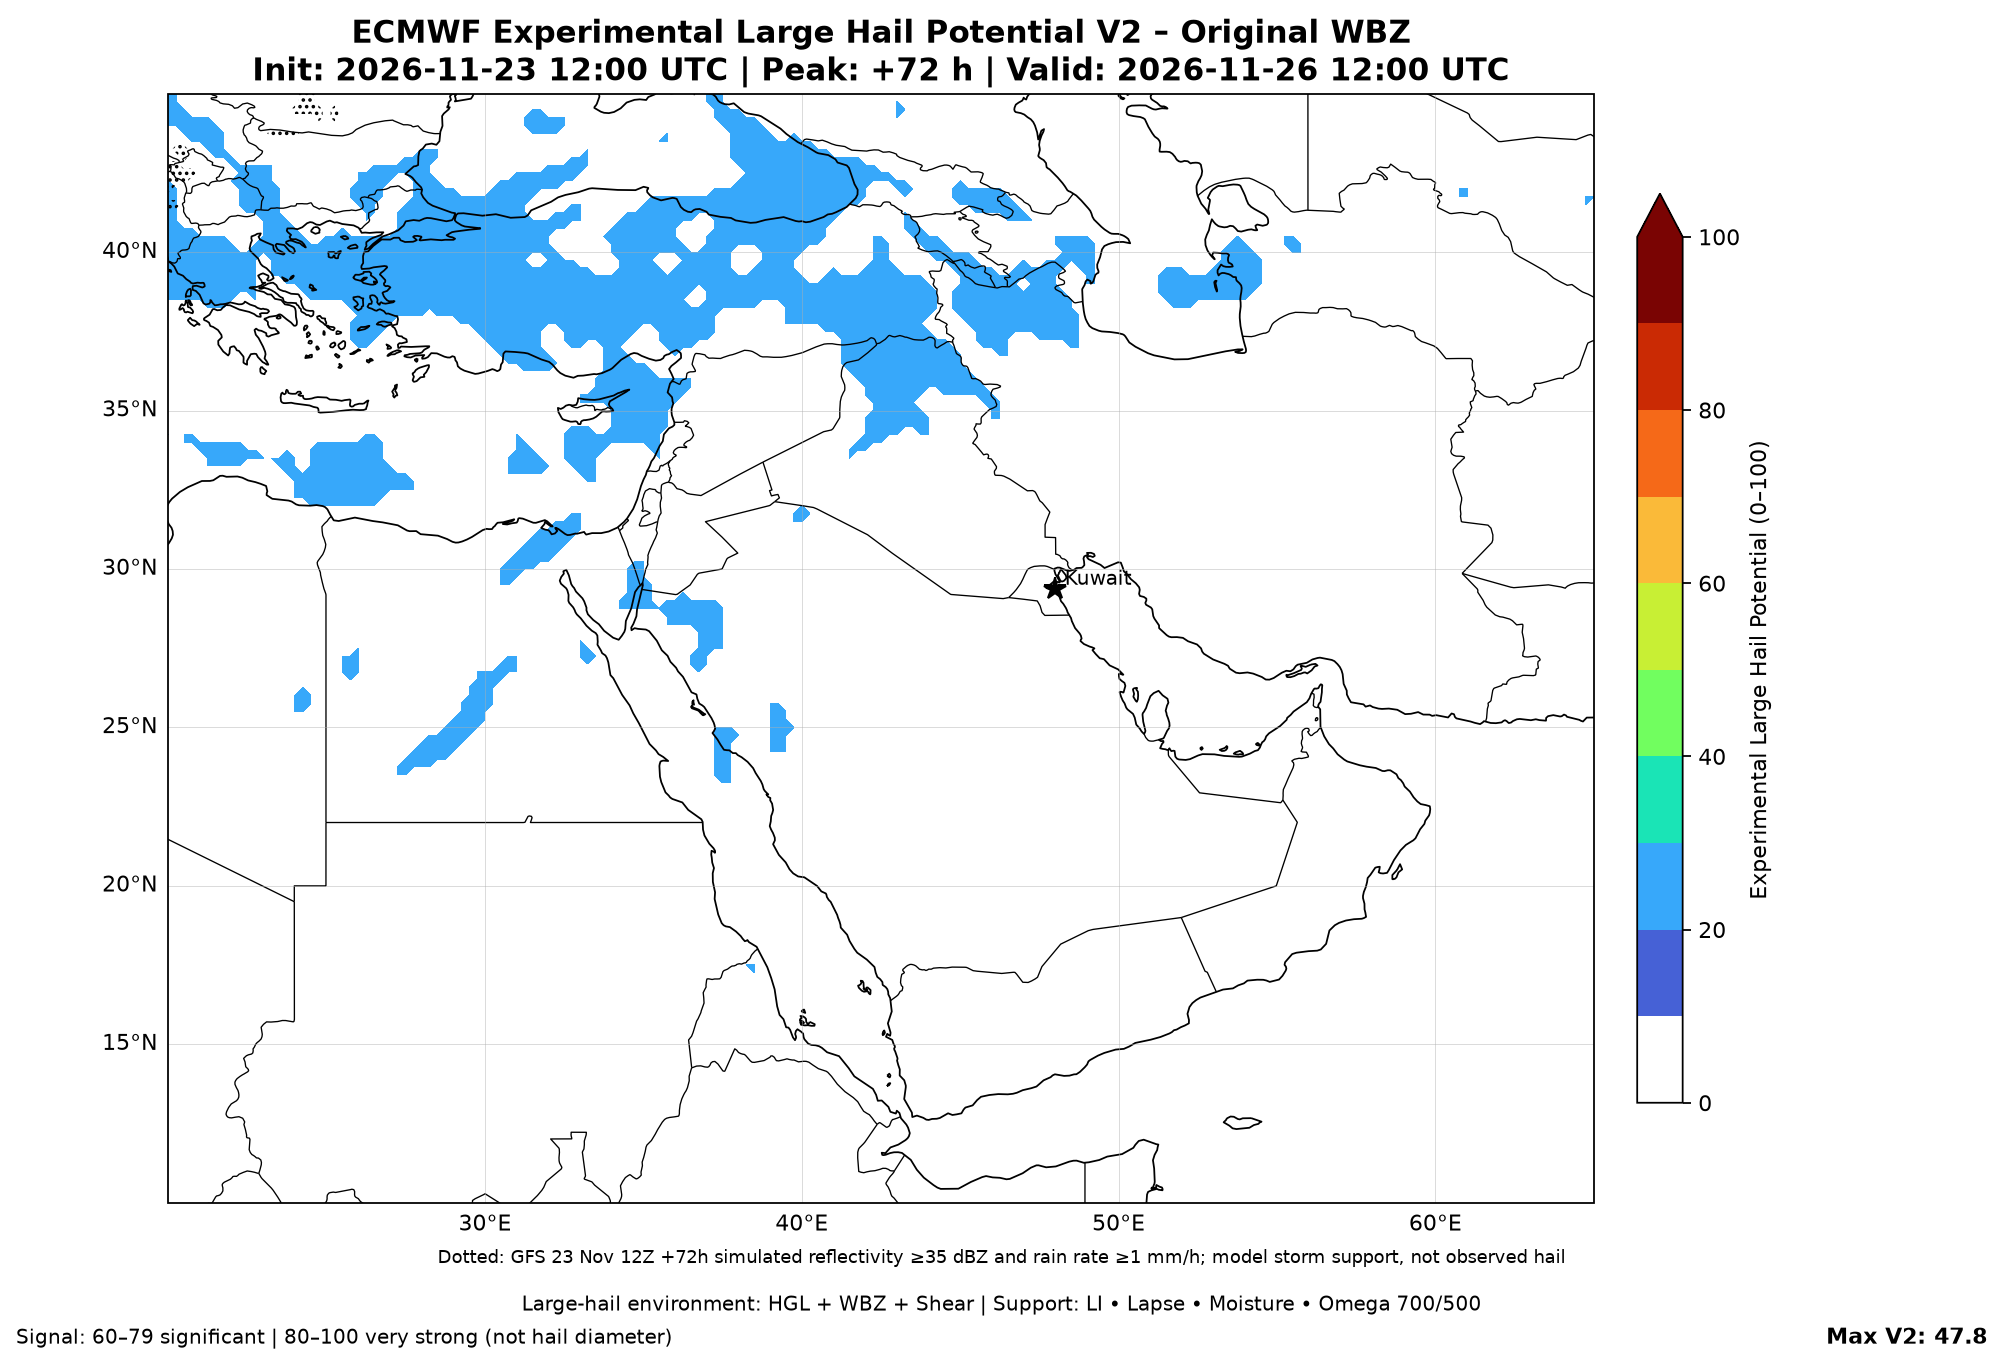 ECMWF Experimental Large Hail Potential V2 – Original WBZ
Init: 2026-11-23 12:00 UTC | Peak: +72 h | Valid: 2026-11-26 12:00 UTC
40°N
35°N
30°N
25°N
20°N
15°N
30°E
40°E
50°E
60°E
Kuwait
100
80
60
40
20
0
Experimental Large Hail Potential (0–100)
Dotted: GFS 23 Nov 12Z +72h simulated reflectivity ≥35 dBZ and rain rate ≥1 mm/h; model storm support, not observed hail
Large-hail environment: HGL + WBZ + Shear | Support: LI • Lapse • Moisture • Omega 700/500
Signal: 60–79 significant | 80–100 very strong (not hail diameter)
Max V2: 47.8